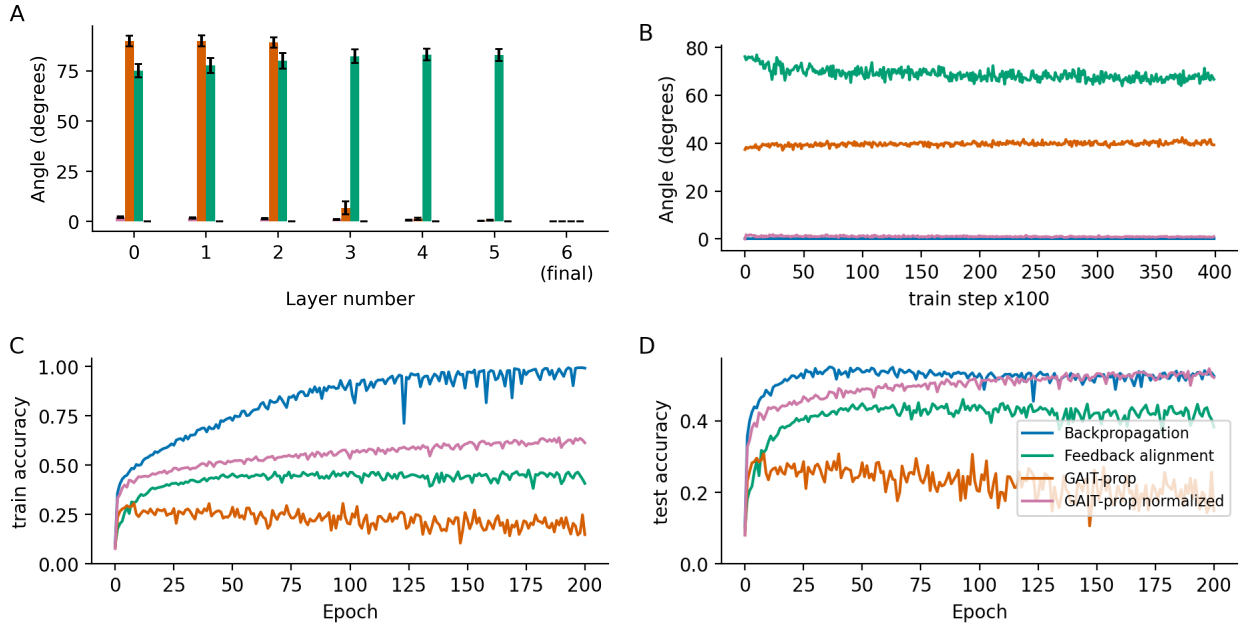 A
Angle (degrees)
75
50
25
0
0 1 2 3 4 5 6
(final)
Layer number
B
Angle (degrees)
80
60
40
20
0
0 50 100 150 200 250 300 350 400
train step x100
C
train accuracy
1.00
0.75
0.50
0.25
0.00
0 25 50 75 100 125 150 175 200
Epoch
D
test accuracy
0.4
0.2
0.0
0 25 50 75 100 125 150 175 200
Epoch
Backpropagation
Feedback alignment
GAIT-prop
GAIT-prop normalized